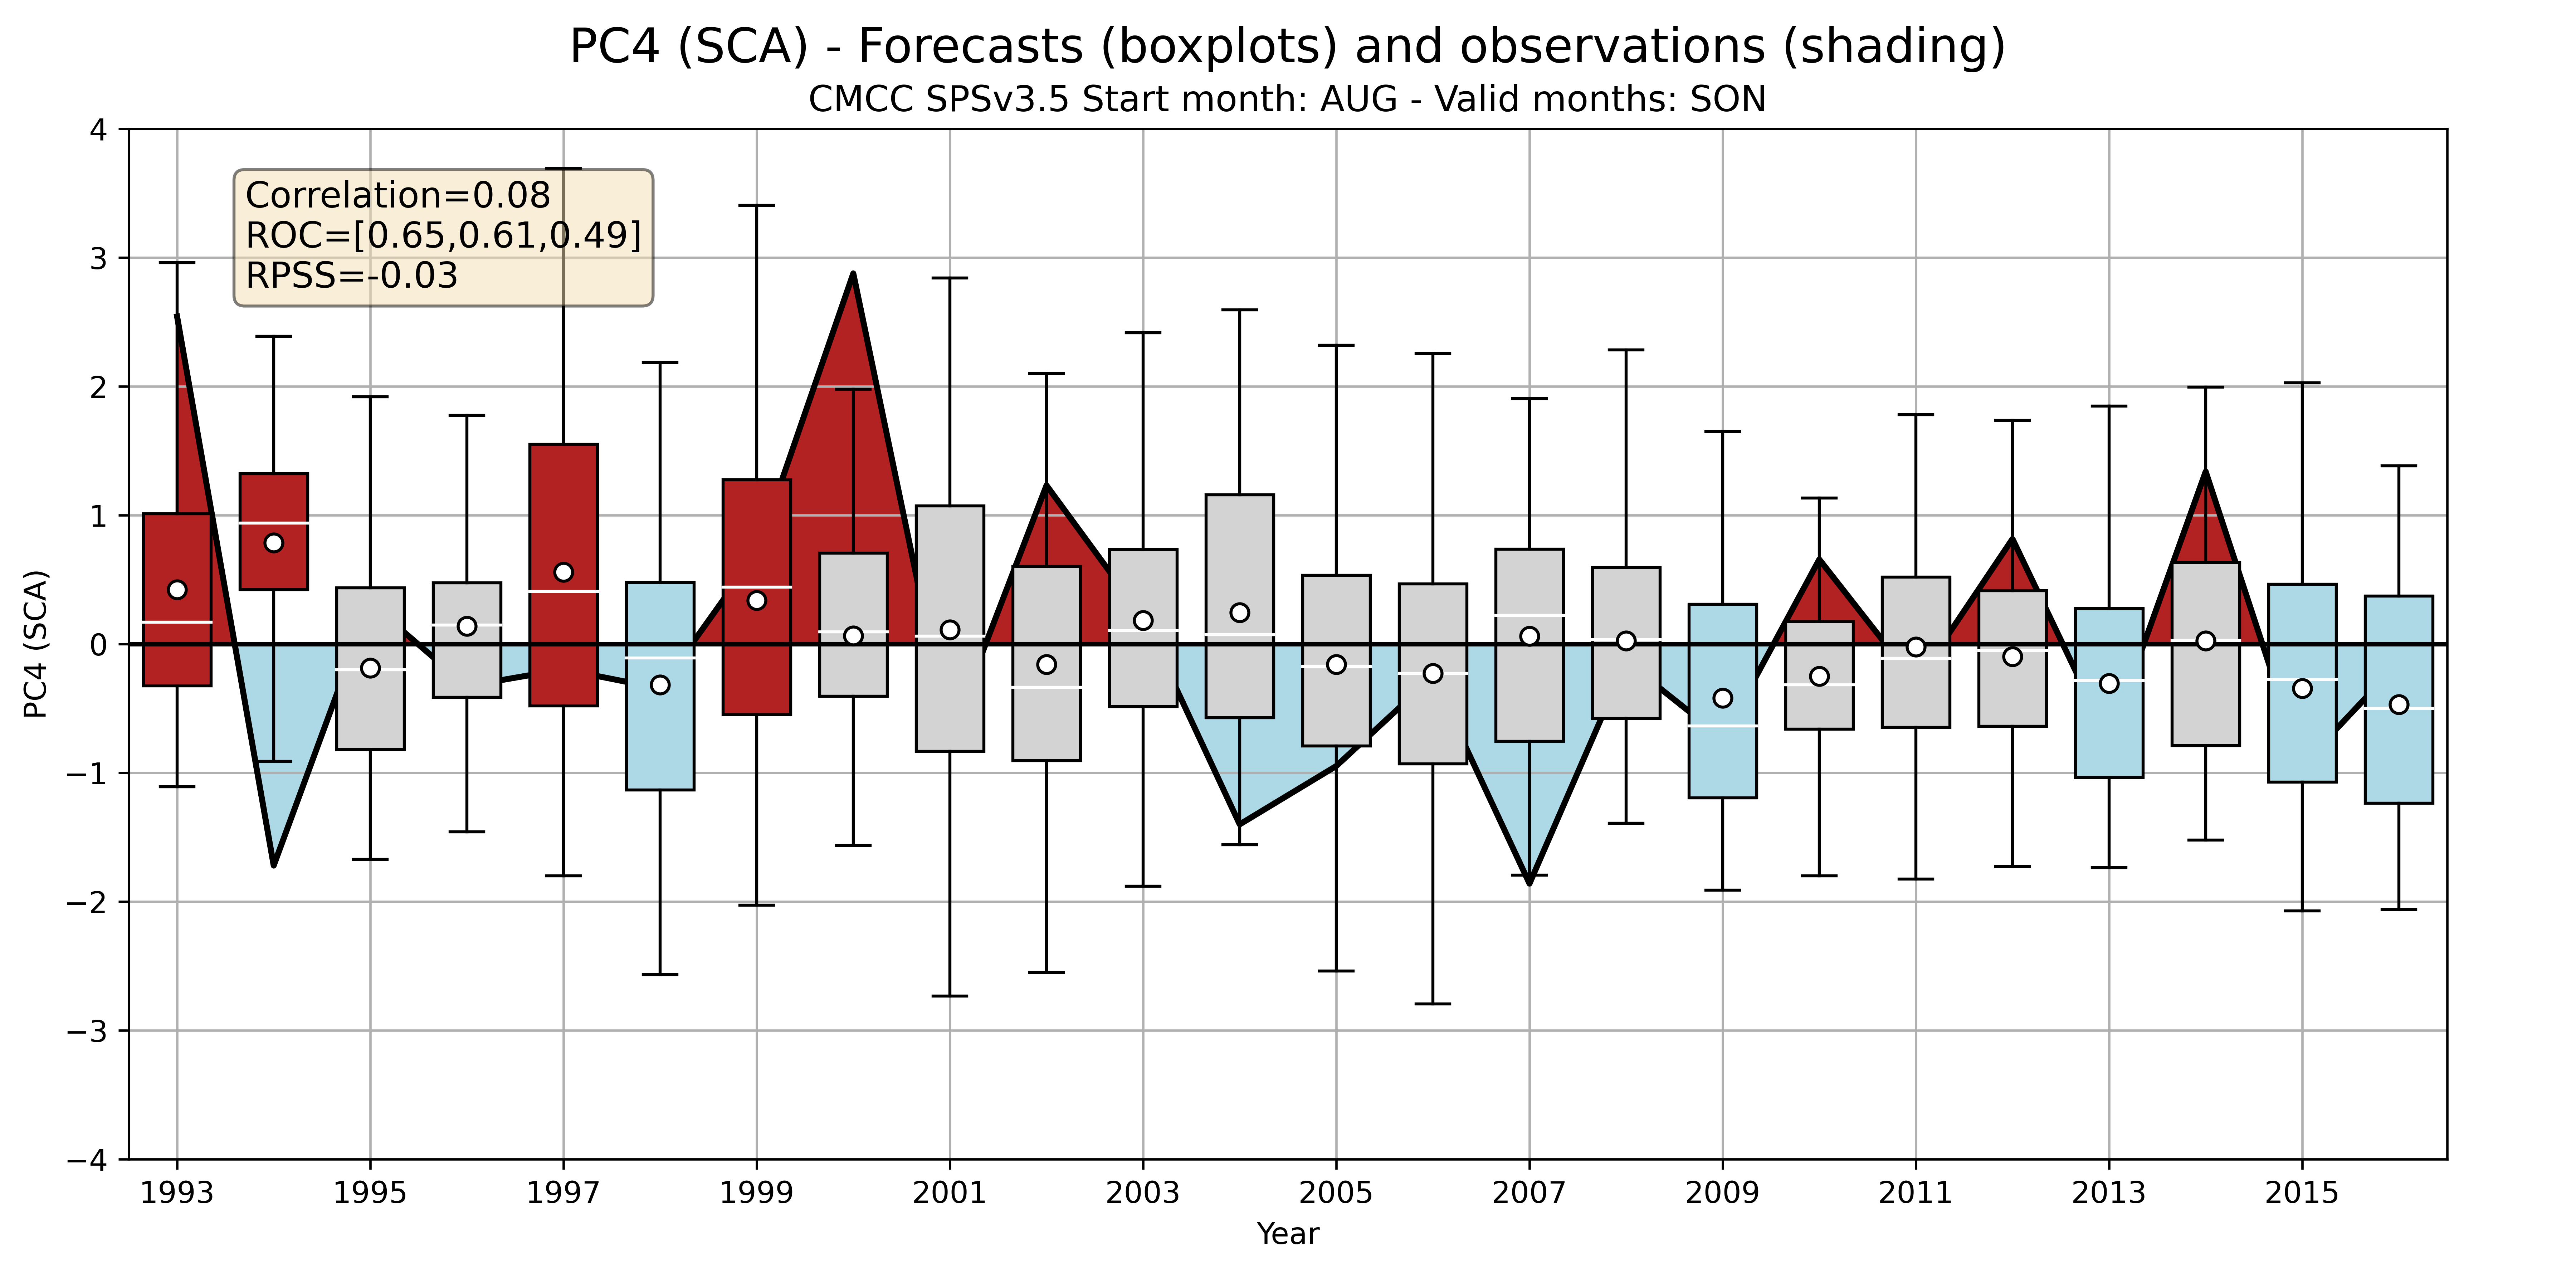 PC4 (SCA) - Forecasts (boxplots) and observations (shading)
CMCC SPSv3.5 Start month: AUG - Valid months: SON
Correlation=0.08
ROC=[0.65,0.61,0.49]
RPSS=-0.03
PC4 (SCA)
4
3
2
1
0
−1
−2
−3
−4
1993 1995 1997 1999 2001 2003 2005 2007 2009 2011 2013 2015
Year